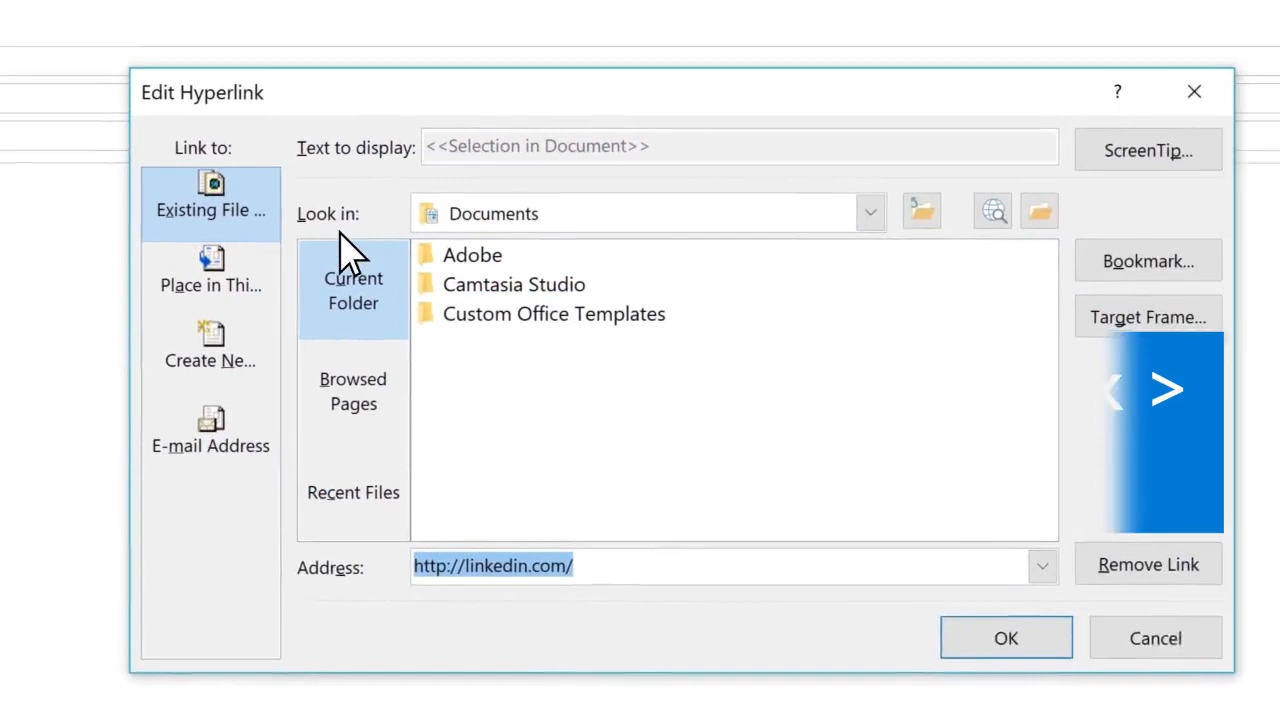 Edit Hyperlink
?
Link to:
Text to display:
<<Selection in Document>>
ScreenTip...
Existing File ...
Look in:
Documents
Place in Thi...
Current
Folder
Adobe
Camtasia Studio
Custom Office Templates
Bookmark...
Target Frame...
Create Ne...
Browsed
Pages
E-mail Address
Recent Files
Address:
http://linkedin.com/
Remove Link
OK
Cancel